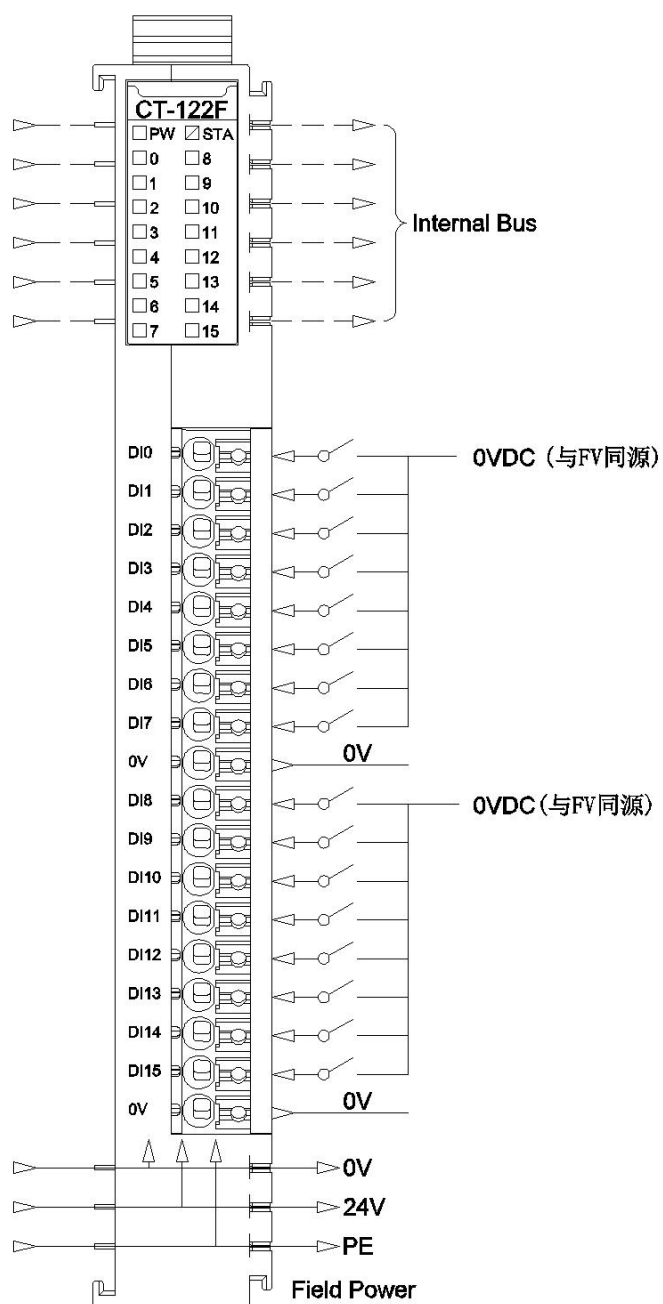 CT-122F
PW STA
0 8
1 9
2 10
3 11
4 12
5 13
6 14
7 15
Internal Bus
DI0 0VDC (与FV同源)
DI1
DI2
DI3
DI4
DI5
DI6
DI7
0V 0V
DI8 0VDC (与FV同源)
DI9
DI10
DI11
DI12
DI13
DI14
DI15
0V 0V
0V
24V
PE
Field Power